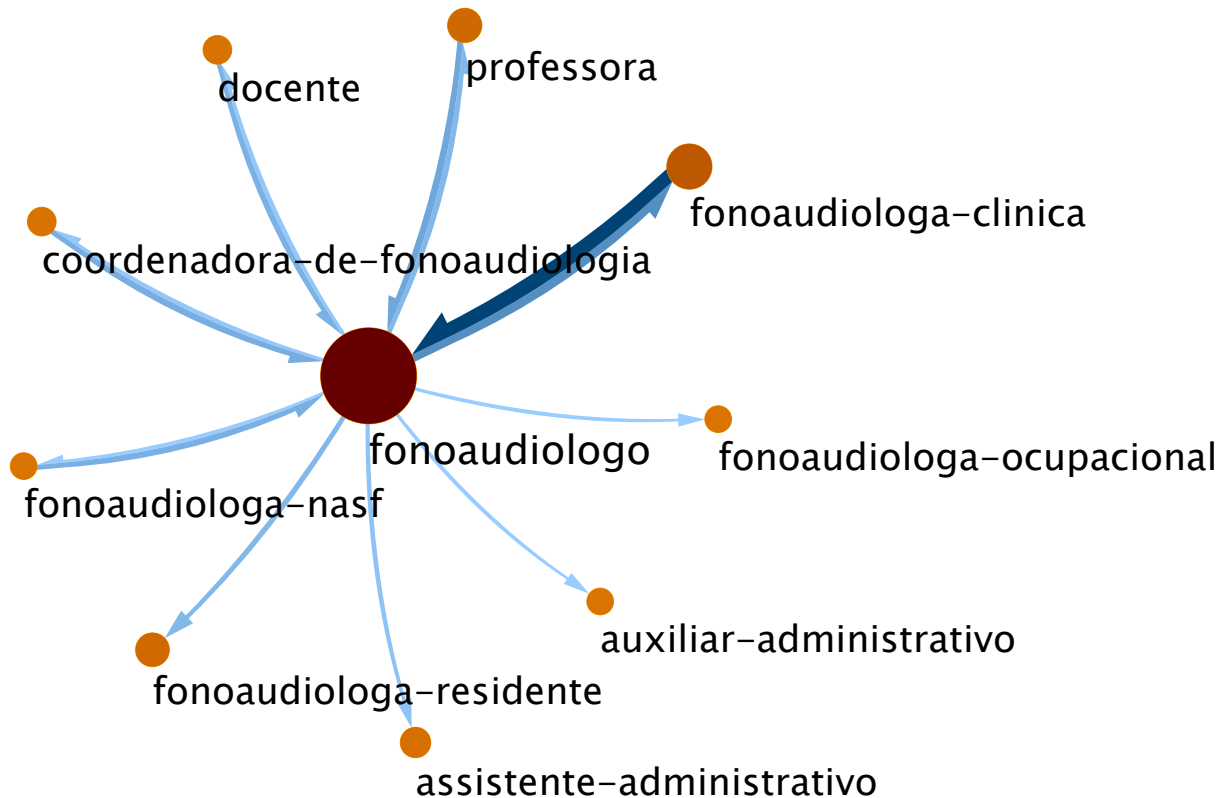 professora
docente
fonoaudiologa-clinica
coordenadora-de-fonoaudiologia
fonoaudiologo
fonoaudiologa-ocupacional
fonoaudiologa-nasf
auxiliar-administrativo
fonoaudiologa-residente
assistente-administrativo